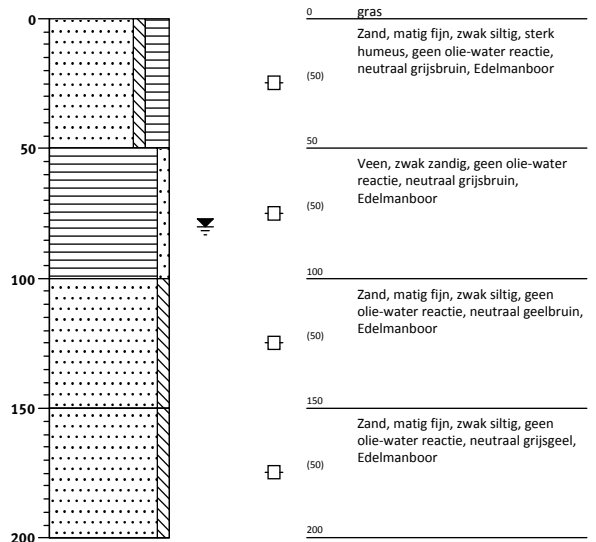 0
50
100
150
200
0
gras
Zand, matig fijn, zwak siltig, sterk
humeus, geen olie-water reactie,
neutraal grijsbruin, Edelmanboor
(50)
50
Veen, zwak zandig, geen olie-water
reactie, neutraal grijsbruin,
Edelmanboor
(50)
100
Zand, matig fijn, zwak siltig, geen
olie-water reactie, neutraal geelbruin,
Edelmanboor
(50)
150
Zand, matig fijn, zwak siltig, geen
olie-water reactie, neutraal grijsgeel,
Edelmanboor
(50)
200